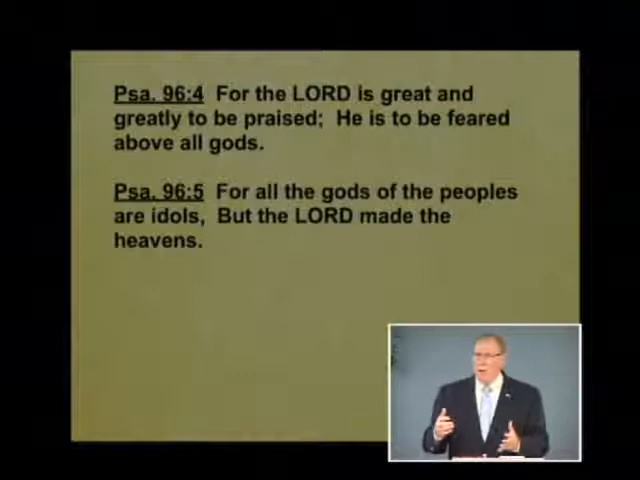 Psa. 96:4  For the LORD is great and
greatly to be praised;  He is to be feared
above all gods.
Psa. 96:5  For all the gods of the peoples
are idols,  But the LORD made the
heavens.